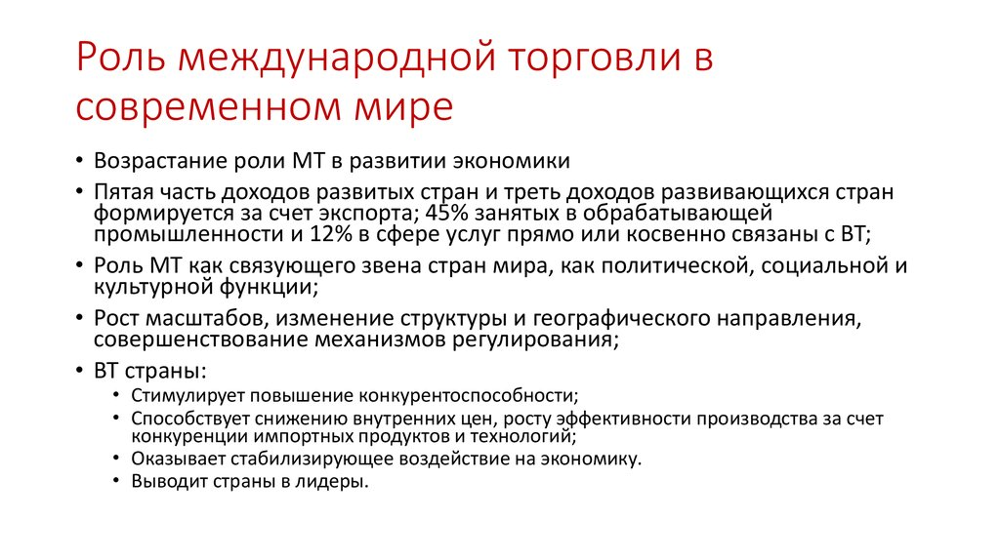 Роль международной торговли в
современном мире
• Возрастание роли МТ в развитии экономики
• Пятая часть доходов развитых стран и треть доходов развивающихся стран
формируется за счет экспорта; 45% занятых в обрабатывающей
промышленности и 12% в сфере услуг прямо или косвенно связаны с ВТ;
• Роль МТ как связующего звена стран мира, как политической, социальной и
культурной функции;
• Рост масштабов, изменение структуры и географического направления,
совершенствование механизмов регулирования;
• ВТ страны:
• Стимулирует повышение конкурентоспособности;
• Способствует снижению внутренних цен, росту эффективности производства за счет
конкуренции импортных продуктов и технологий;
• Оказывает стабилизирующее воздействие на экономику.
• Выводит страны в лидеры.